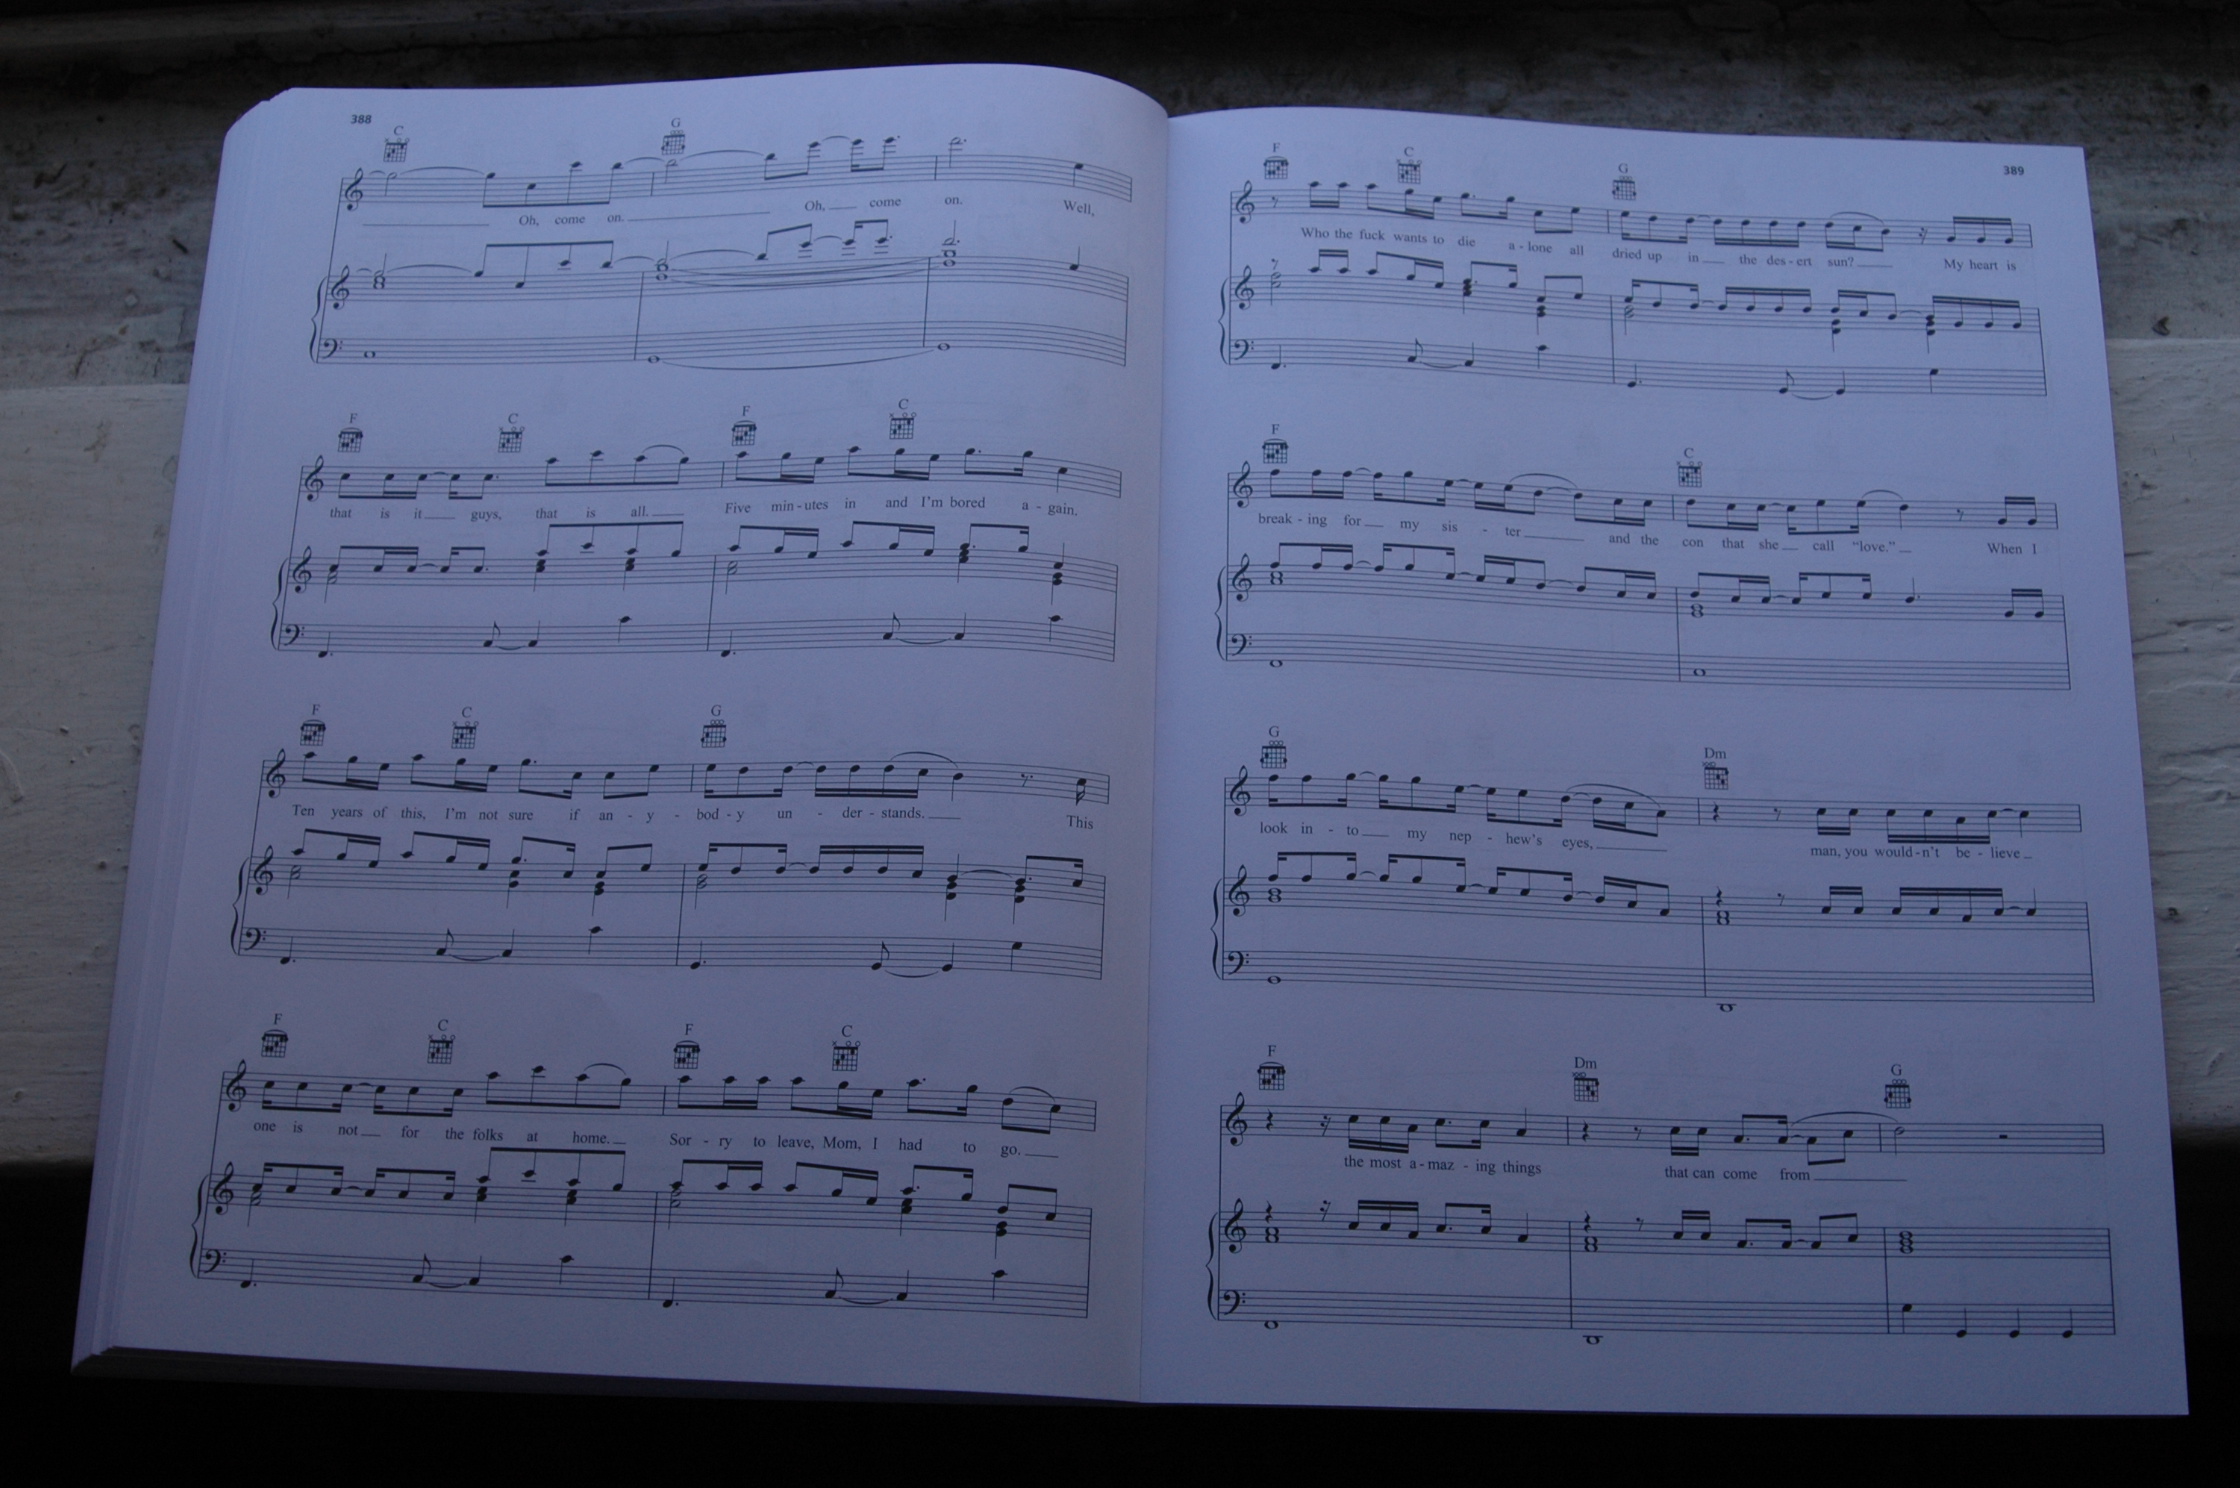 388
C G
Oh, come on. Oh, come on. Well,
F C F C
that is it guys, that is all. Five min - utes in and I'm bored a - gain.
F C G
Ten years of this, I'm not sure if an - y - bod - y un - der - stands. This
F C F C
one is not for the folks at home. Sor - ry to leave, Mom, I had to go.
389
F C G
Who the fuck wants to die a - lone all dried up in the des - ert sun? My heart is
F C
break - ing for my sis - ter and the con that she call “love.” When I
G Dm
look in - to my nep - hew's eyes, man, you would - n't be - lieve
F Dm G
the most a - maz - ing things that can come from